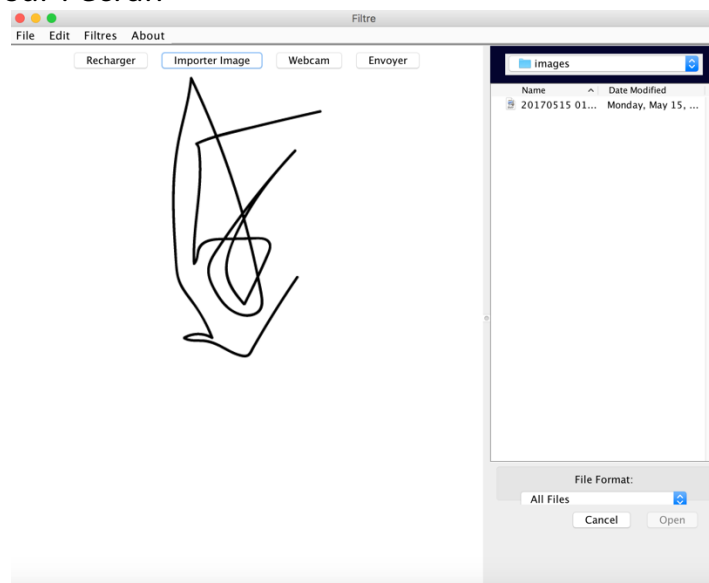 Filtre
File Edit Filtres About
Recharger Importer Image Webcam Envoyer
images
Name Date Modified
20170515 01... Monday, May 15, ...
File Format:
All Files
Cancel Open